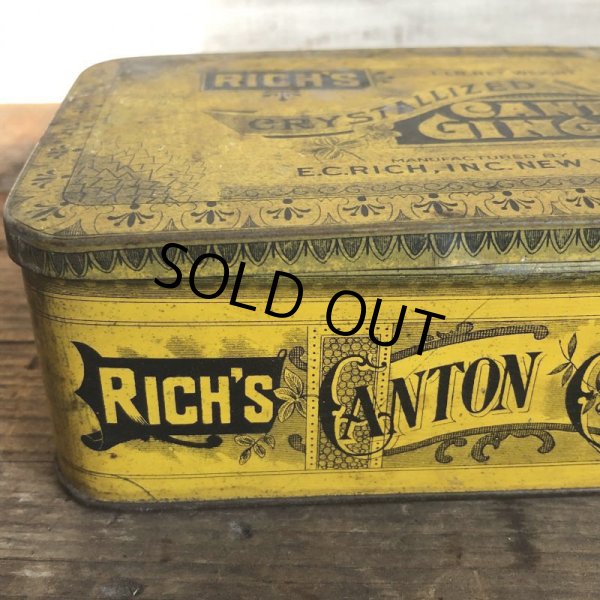 RICH'S
CRYSTALLIZED
MANUFACTURED BY
E.C.RICH, INC. NEW
SOLD OUT
RICH'S CANTON